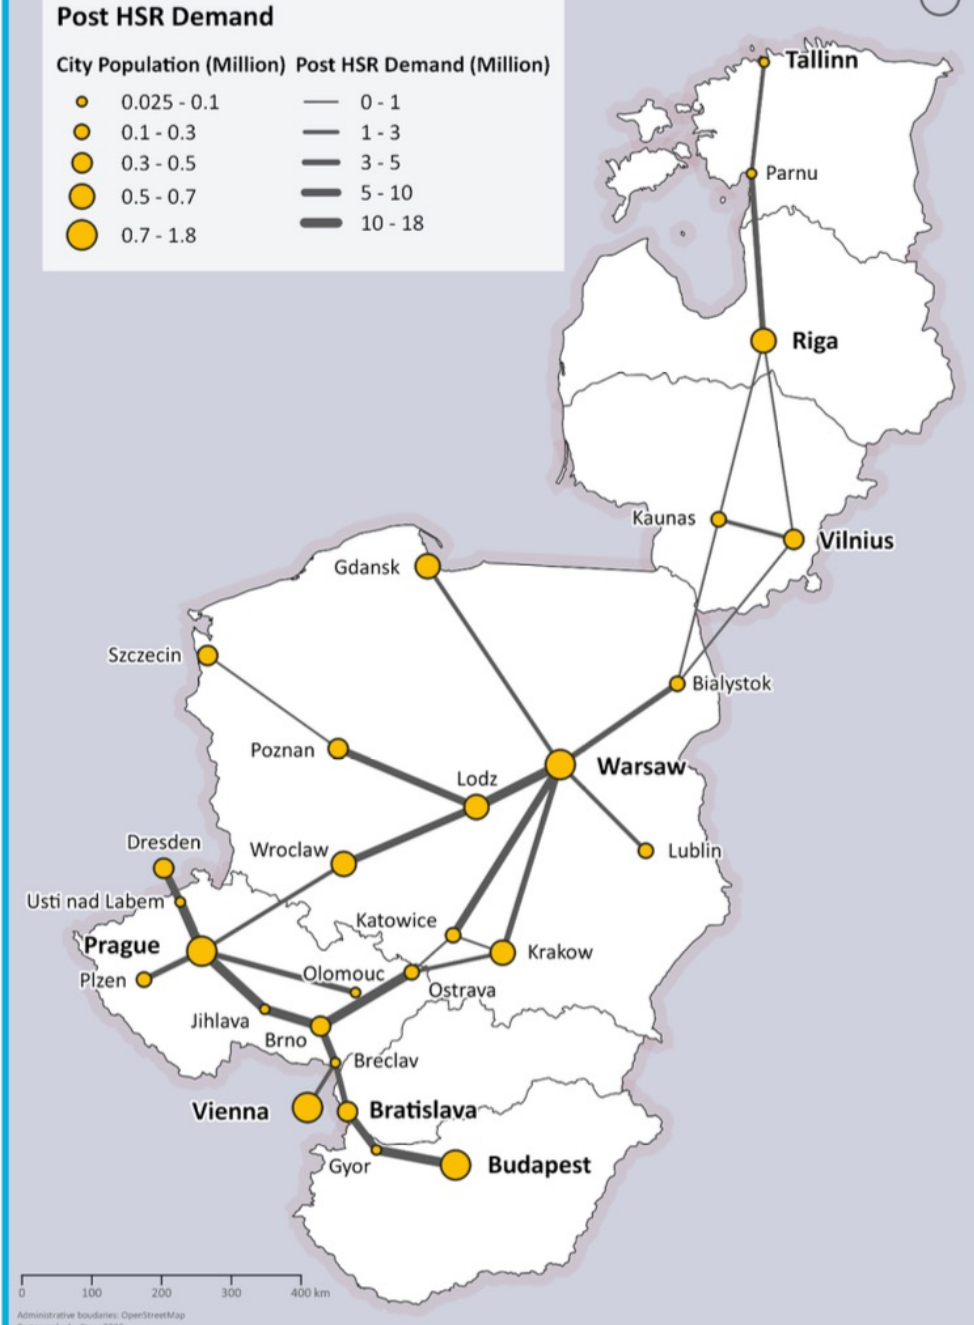 Post HSR Demand
City Population (Million) Post HSR Demand (Million)
0.025 - 0.1 0 - 1
0.1 - 0.3 1 - 3
0.3 - 0.5 3 - 5
0.5 - 0.7 5 - 10
0.7 - 1.8 10 - 18
Tallinn
Parnu
Riga
Kaunas
Vilnius
Gdansk
Szczecin
Bialystok
Poznan
Warsaw
Lodz
Dresden
Wroclaw
Lublin
Usti nad Labem
Katowice
Prague
Krakow
Plzen
Olomouc
Ostrava
Jihlava
Brno
Breclav
Vienna
Bratislava
Gyor
Budapest
0 100 200 300 400 km
Administrative boudaries: OpenStreetMap